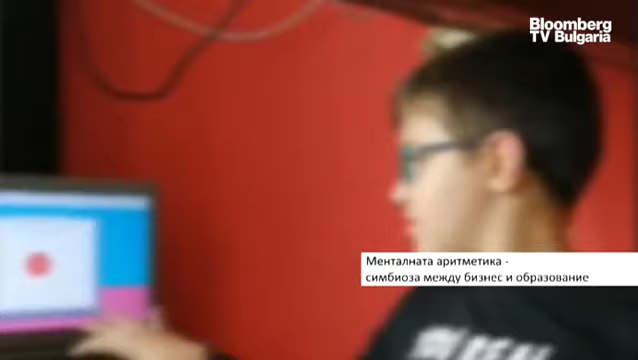 Bloomberg
TV Bulgaria
Менталната аритметика -
симбиоза между бизнес и образование